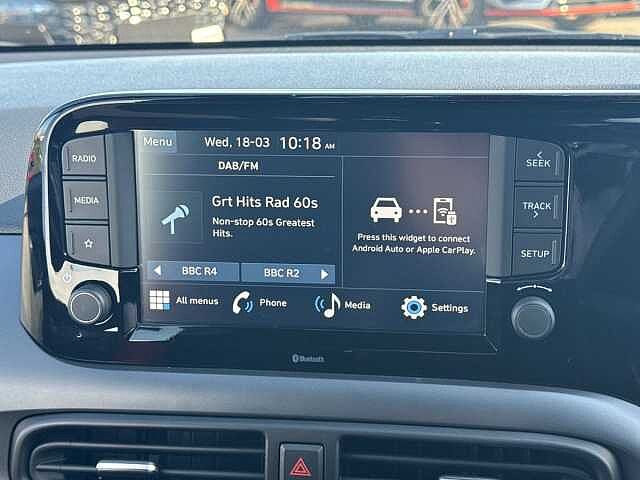 Menu
Wed, 18-03 10:18 AM
RADIO
MEDIA
DAB/FM
Grt Hits Rad 60s
Non-stop 60s Greatest
Hits.
BBC R4
BBC R2
Press this widget to connect
Android Auto or Apple CarPlay.
All menus
Phone
Media
Settings
SEEK
TRACK
SETUP
Bluetooth